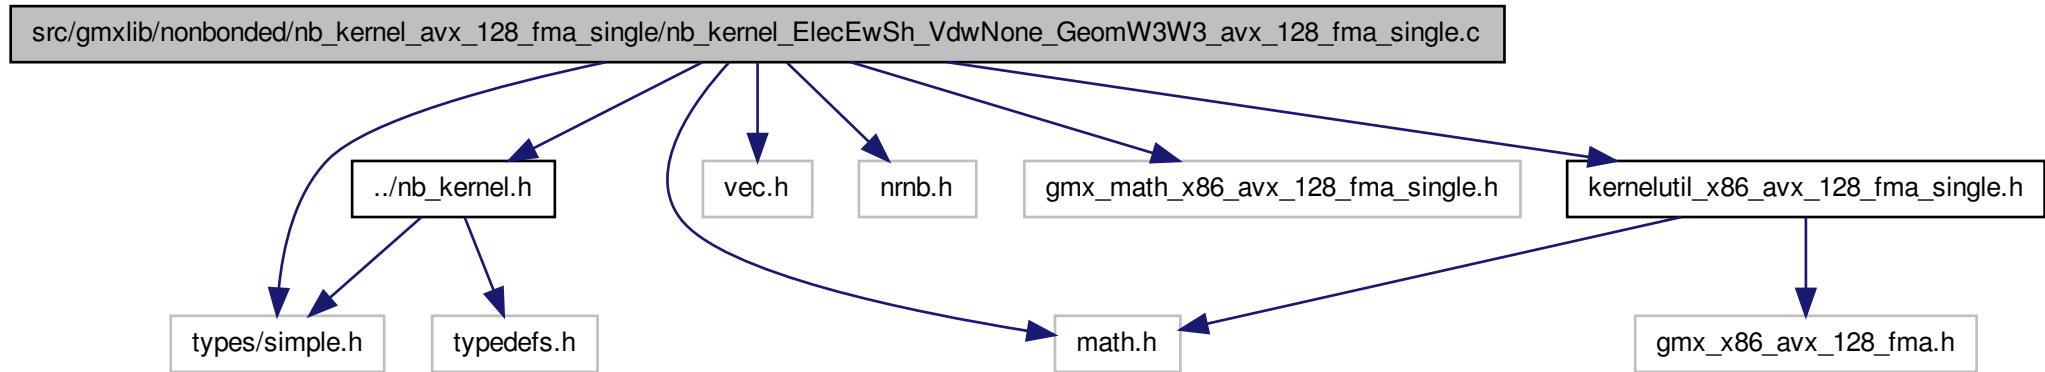 src/gmxlib/nonbonded/nb_kernel_avx_128_fma_single/nb_kernel_ElecEwSh_VdwNone_GeomW3W3_avx_128_fma_single.c
../nb_kernel.h
vec.h
nrnb.h
gmx_math_x86_avx_128_fma_single.h
kernelutil_x86_avx_128_fma_single.h
types/simple.h
typedefs.h
math.h
gmx_x86_avx_128_fma.h